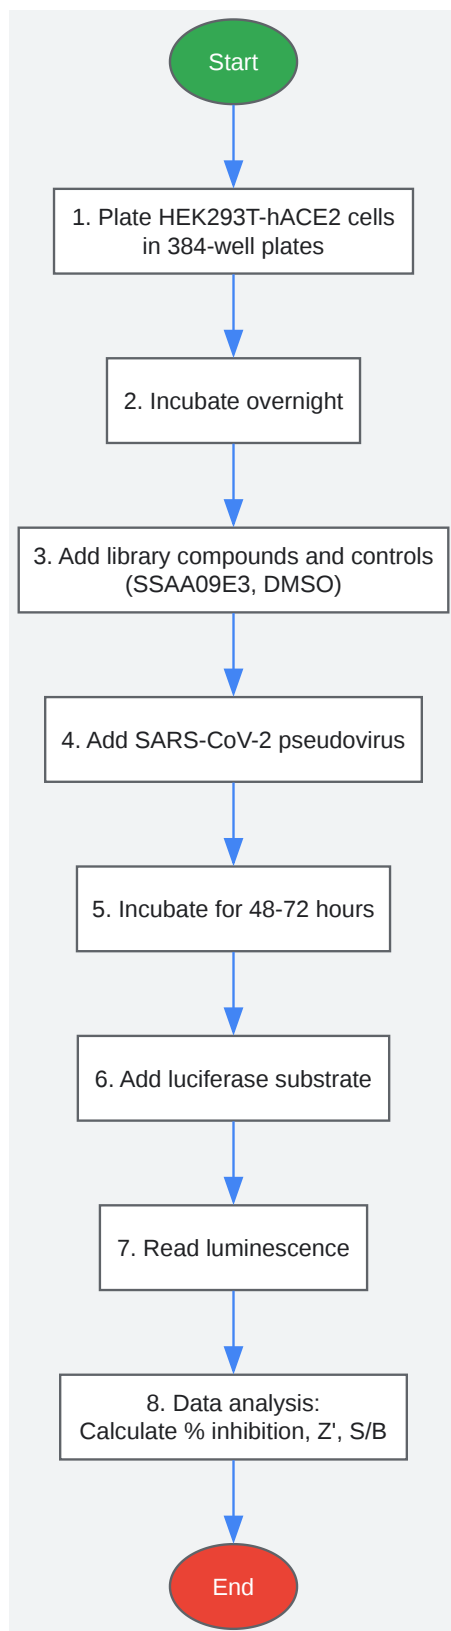 Start
1. Plate HEK293T-hACE2 cells
in 384-well plates
2. Incubate overnight
3. Add library compounds and controls
(SSAA09E3, DMSO)
4. Add SARS-CoV-2 pseudovirus
5. Incubate for 48-72 hours
6. Add luciferase substrate
7. Read luminescence
8. Data analysis:
Calculate % inhibition, Z', S/B
End